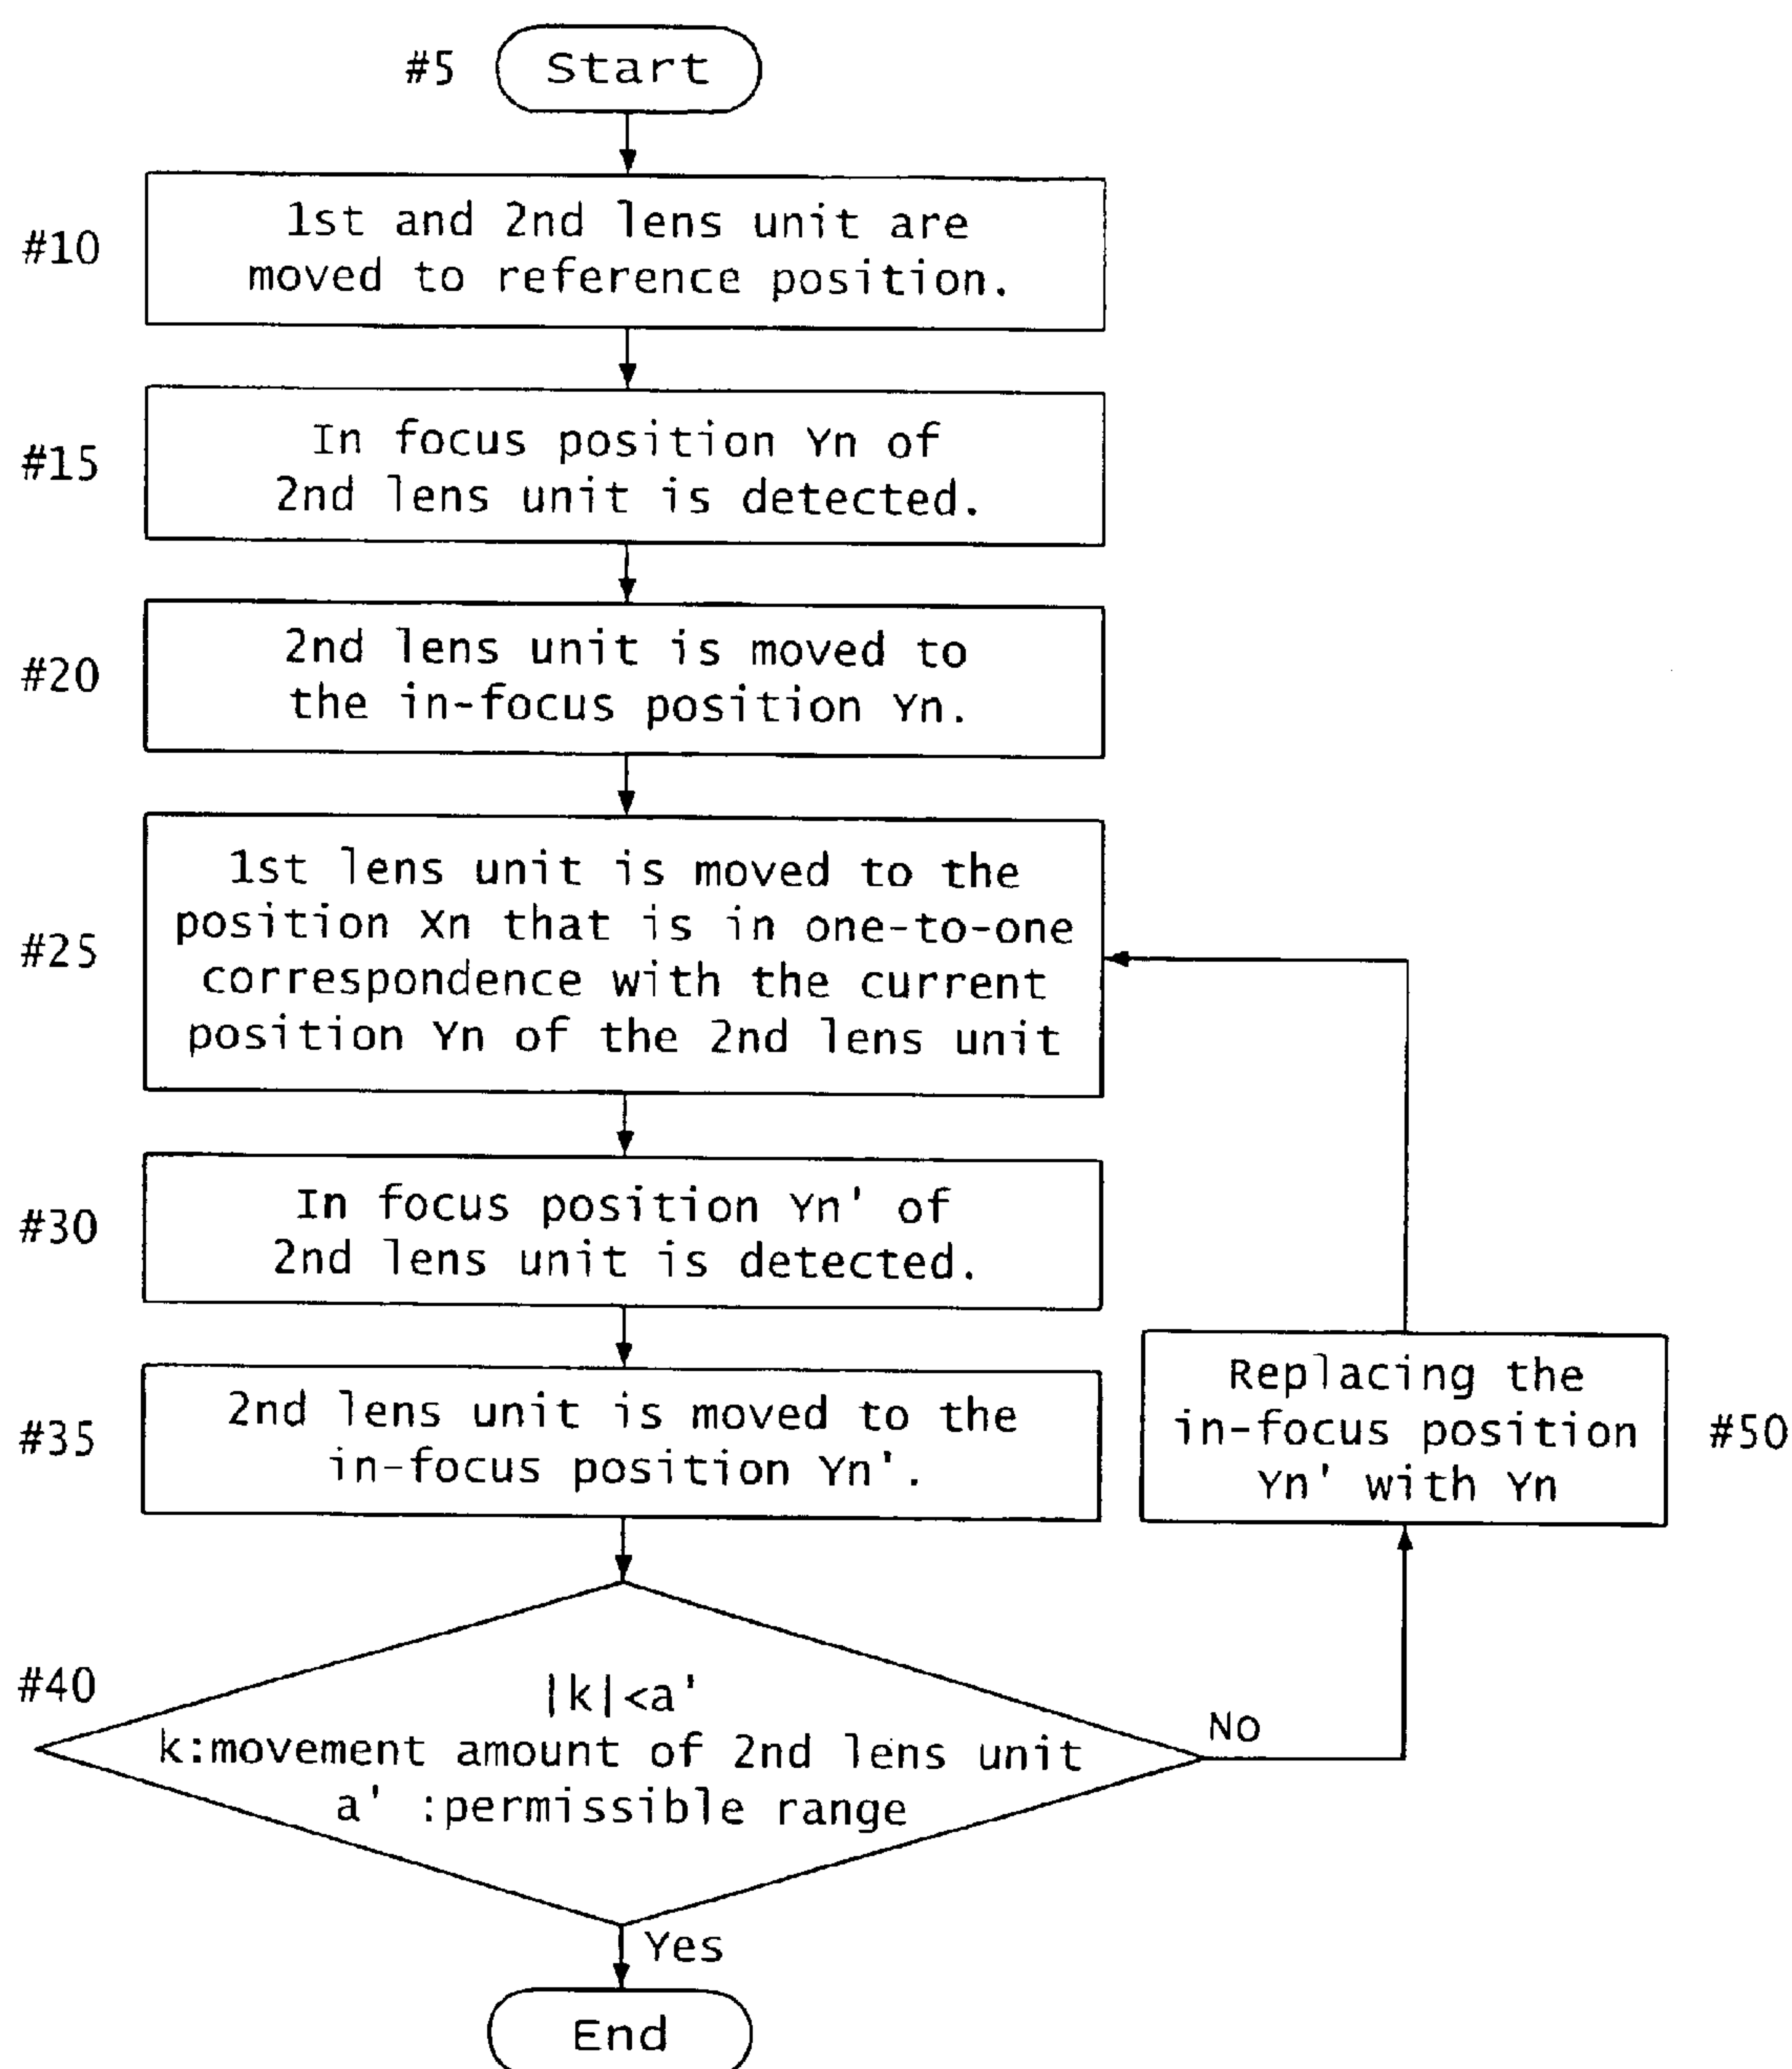 #5
Start
#10
1st and 2nd lens unit are
moved to reference position.
#15
In focus position Yn of
2nd lens unit is detected.
#20
2nd lens unit is moved to
the in-focus position Yn.
#25
1st lens unit is moved to the
position Xn that is in one-to-one
correspondence with the current
position Yn of the 2nd lens unit
#30
In focus position Yn' of
2nd lens unit is detected.
#35
2nd lens unit is moved to the
in-focus position Yn'.
Replacing the
in-focus position
Yn' with Yn
#50
#40
|k|<a'
k:movement amount of 2nd lens unit
a' :permissible range
No
Yes
End